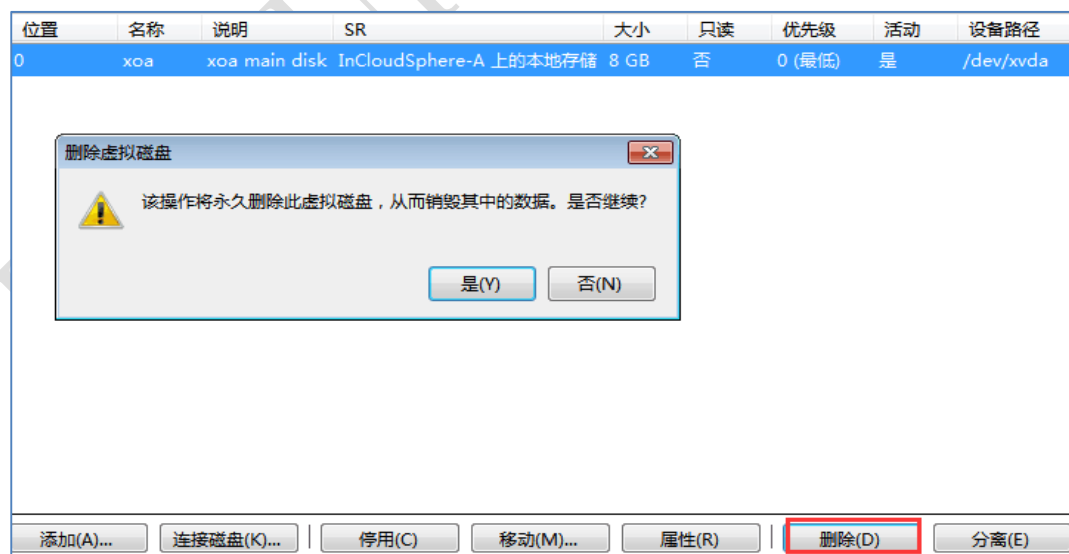 位置 名称 说明 SR 大小 只读 优先级 活动 设备路径
0 xoa xoa main disk InCloudSphere-A 上的本地存储 8 GB 否 0 (最低) 是 /dev/xvda
删除虚拟磁盘
该操作将永久删除此虚拟磁盘，从而销毁其中的数据。是否继续?
是(Y) 否(N)
添加(A)... 连接磁盘(K)... 停用(C) 移动(M)... 属性(R) 删除(D) 分离(E)